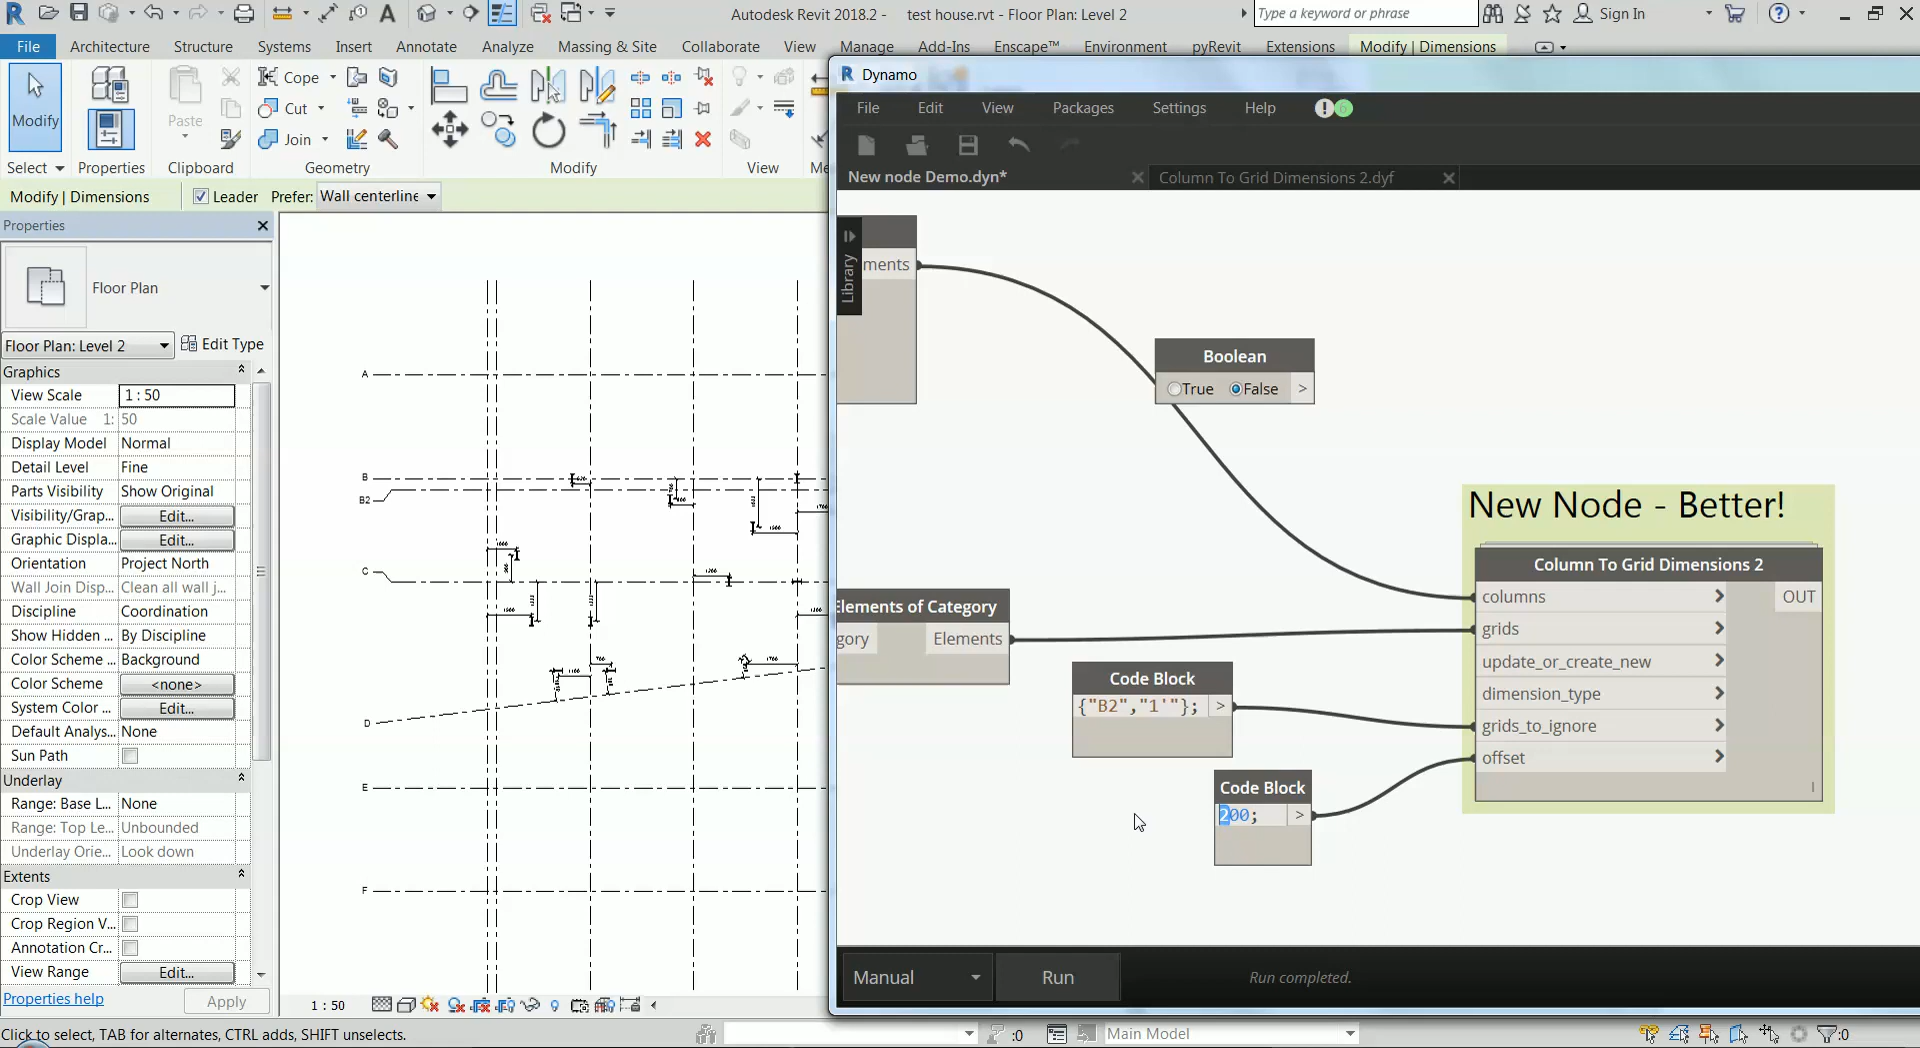 Autodesk Revit 2018.2 - test house.rvt - Floor Plan: Level 2
Type a keyword or phrase
Sign In
File Architecture Structure Systems Insert Annotate Analyze Massing & Site Collaborate View Manage Add-Ins Enscape™ Environment pyRevit Extensions Modify | Dimensions
Modify
Paste
Cope
Cut
Join
Select Properties Clipboard Geometry Modify View
Modify | Dimensions
Leader Prefer: Wall centerline
Properties
Floor Plan
Floor Plan: Level 2 Edit Type
Graphics
View Scale 1 : 50
Scale Value 1: 50
Display Model Normal
Detail Level Fine
Parts Visibility Show Original
Visibility/Grap... Edit...
Graphic Displa... Edit...
Orientation Project North
Wall Join Disp... Clean all wall j...
Discipline Coordination
Show Hidden ... By Discipline
Color Scheme ... Background
Color Scheme <none>
System Color ... Edit...
Default Analys... None
Sun Path
Underlay
Range: Base L... None
Range: Top Le... Unbounded
Underlay Orie... Look down
Extents
Crop View
Crop Region V...
Annotation Cr...
View Range Edit...
Properties help Apply
A
B
B2
C
D
E
F
1 : 50
Dynamo
File Edit View Packages Settings Help
New node Demo.dyn* Column To Grid Dimensions 2.dyf
Library
ments
Boolean
True False >
Elements of Category
gory Elements
Code Block
{"B2","1'"}; >
Code Block
200; >
New Node - Better!
Column To Grid Dimensions 2
columns OUT
grids
update_or_create_new
dimension_type
grids_to_ignore
offset
Manual Run Run completed.
Click to select, TAB for alternates, CTRL adds, SHIFT unselects.
:0
Main Model
:0